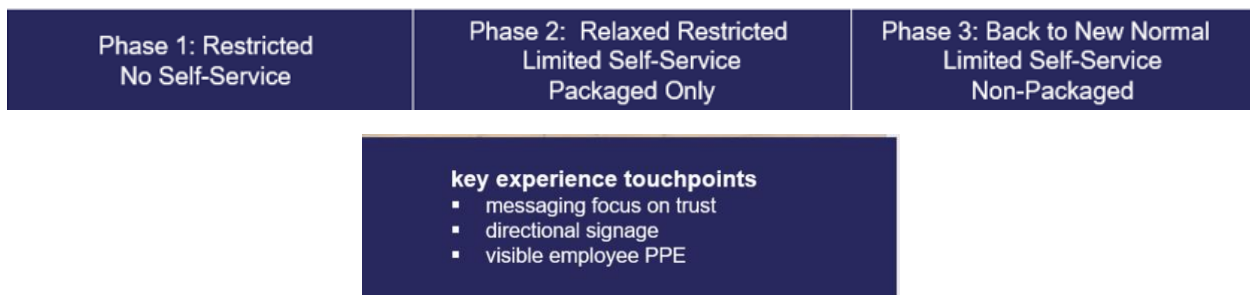 Phase 1: Restricted
No Self-Service
Phase 2: Relaxed Restricted
Limited Self-Service
Packaged Only
Phase 3: Back to New Normal
Limited Self-Service
Non-Packaged
key experience touchpoints
▪ messaging focus on trust
▪ directional signage
▪ visible employee PPE